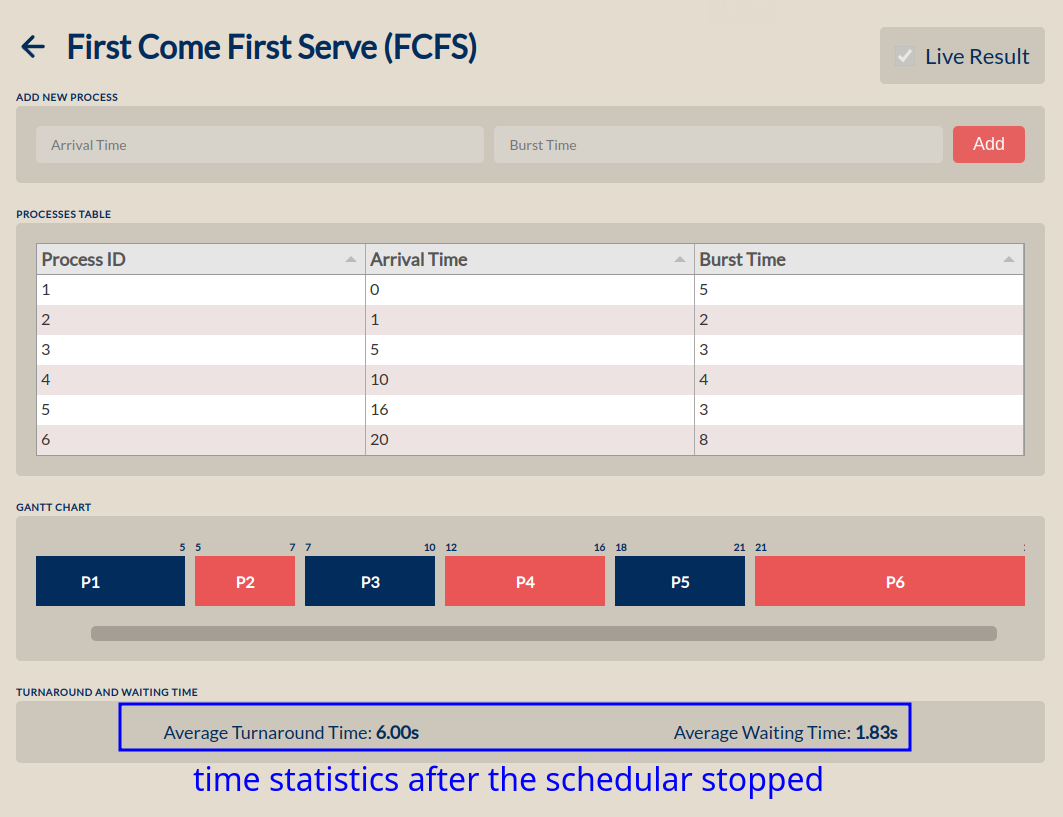 First Come First Serve (FCFS)
Live Result
ADD NEW PROCESS
Arrival Time Burst Time Add
PROCESSES TABLE
Process ID Arrival Time Burst Time
1 0 5
2 1 2
3 5 3
4 10 4
5 16 3
6 20 8
GANTT CHART
5 5 7 7 10 12 16 18 21 21
P1 P2 P3 P4 P5 P6
TURNAROUND AND WAITING TIME
Average Turnaround Time: 6.00s Average Waiting Time: 1.83s
time statistics after the schedular stopped